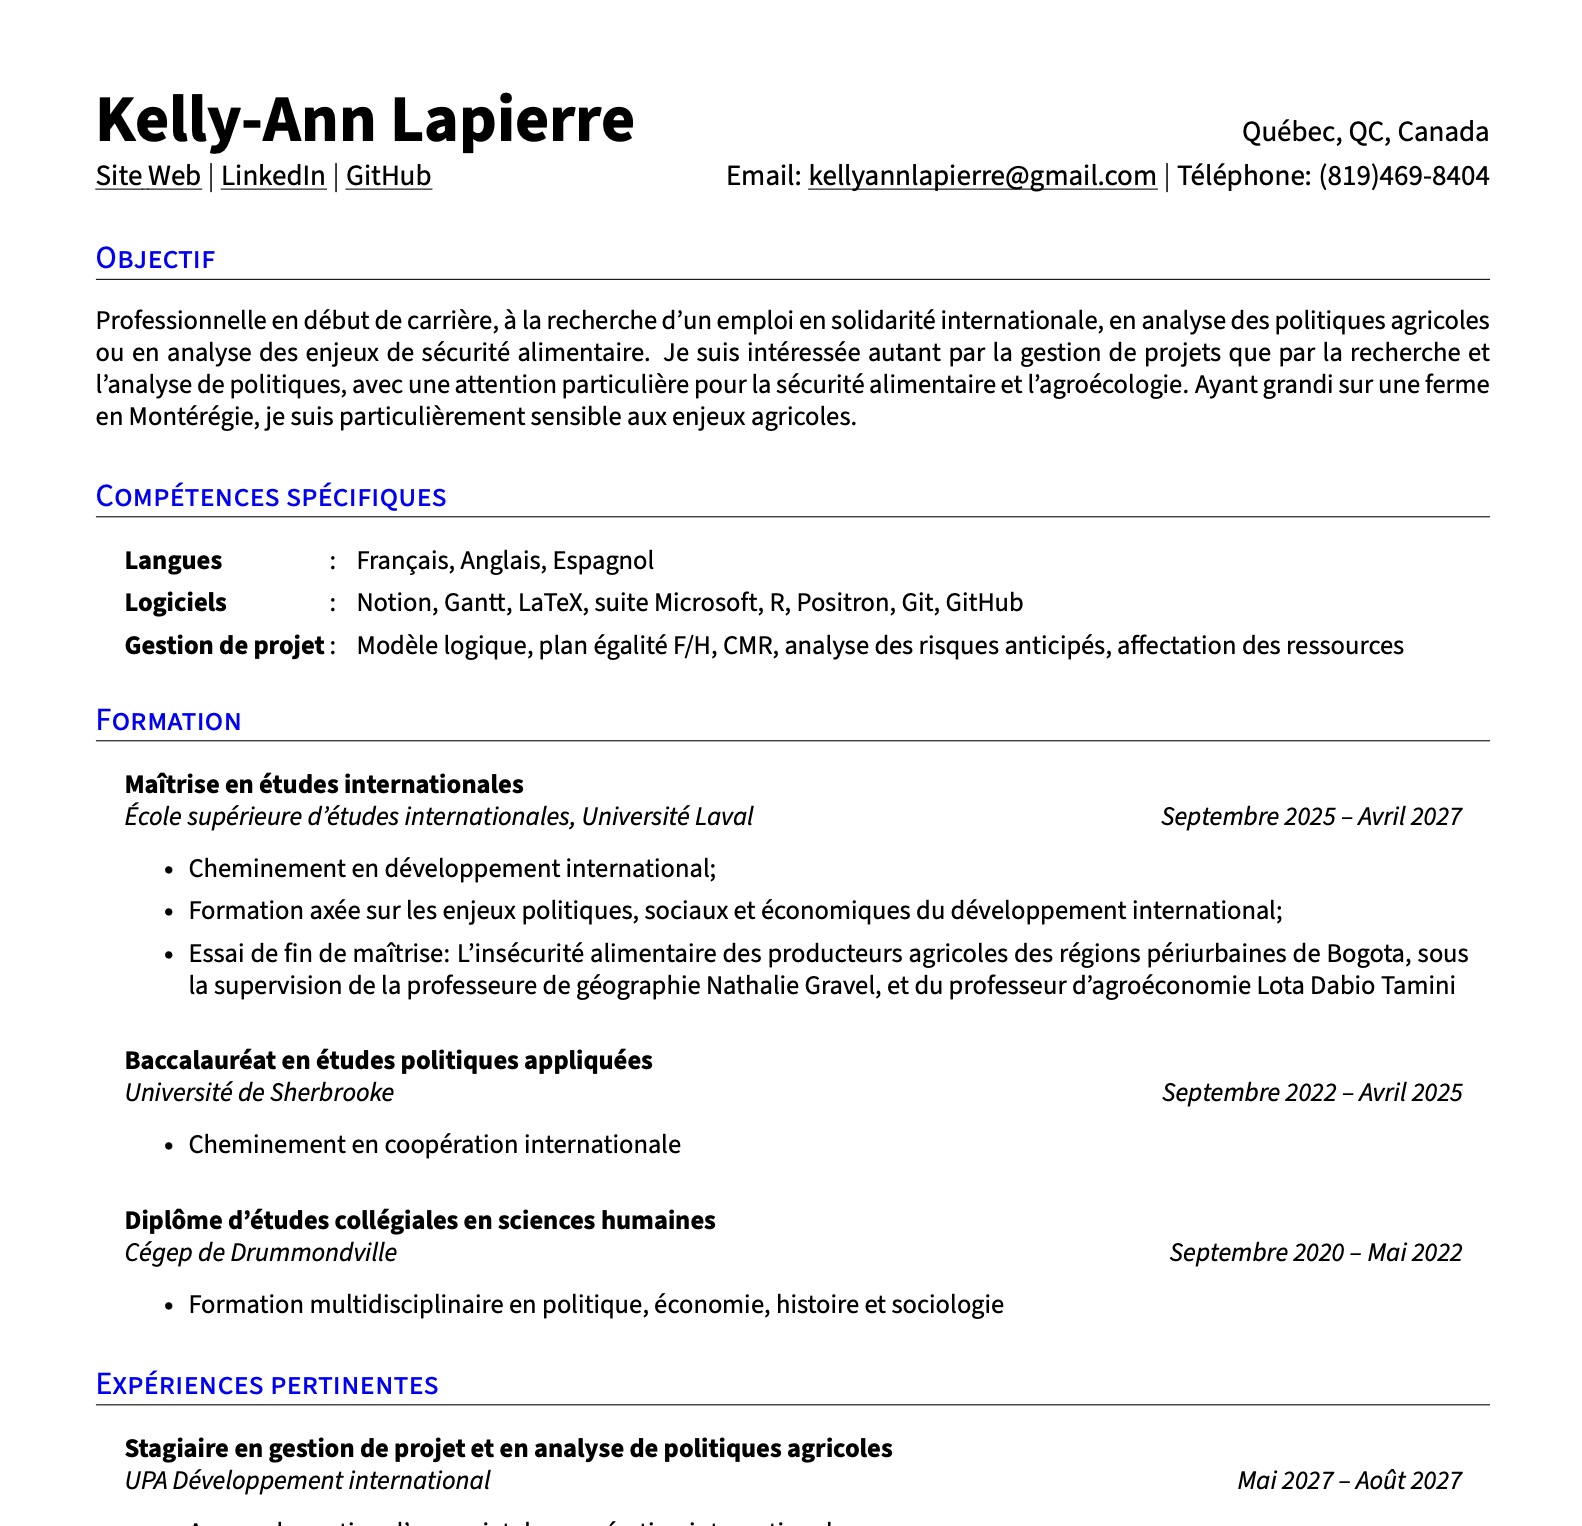 Kelly-Ann Lapierre
Québec, QC, Canada
Site Web | LinkedIn | GitHub
Email: kellyannlapierre@gmail.com | Téléphone: (819)469-8404
Objectif
Professionnelle en début de carrière, à la recherche d’un emploi en solidarité internationale, en analyse des politiques agricoles
ou en analyse des enjeux de sécurité alimentaire. Je suis intéressée autant par la gestion de projets que par la recherche et
l’analyse de politiques, avec une attention particulière pour la sécurité alimentaire et l’agroécologie. Ayant grandi sur une ferme
en Montérégie, je suis particulièrement sensible aux enjeux agricoles.
Compétences spécifiques
Langues : Français, Anglais, Espagnol
Logiciels : Notion, Gantt, LaTeX, suite Microsoft, R, Positron, Git, GitHub
Gestion de projet : Modèle logique, plan égalité F/H, CMR, analyse des risques anticipés, affectation des ressources
Formation
Maîtrise en études internationales
École supérieure d’études internationales, Université Laval Septembre 2025 – Avril 2027
• Cheminement en développement international;
• Formation axée sur les enjeux politiques, sociaux et économiques du développement international;
• Essai de fin de maîtrise: L’insécurité alimentaire des producteurs agricoles des régions périurbaines de Bogota, sous
la supervision de la professeure de géographie Nathalie Gravel, et du professeur d’agroéconomie Lota Dabio Tamini
Baccalauréat en études politiques appliquées
Université de Sherbrooke Septembre 2022 – Avril 2025
• Cheminement en coopération internationale
Diplôme d’études collégiales en sciences humaines
Cégep de Drummondville Septembre 2020 – Mai 2022
• Formation multidisciplinaire en politique, économie, histoire et sociologie
Expériences pertinentes
Stagiaire en gestion de projet et en analyse de politiques agricoles
UPA Développement international Mai 2027 – Août 2027